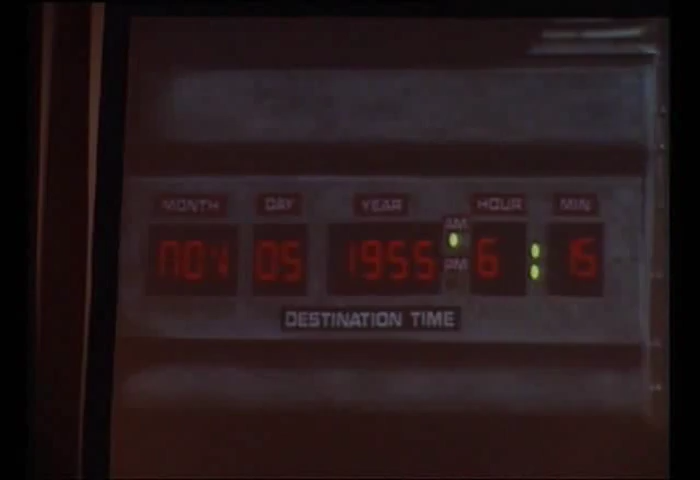 MONTH DAY YEAR HOUR MIN
AM
NOV 05 1955 6 : 15
PM
DESTINATION TIME